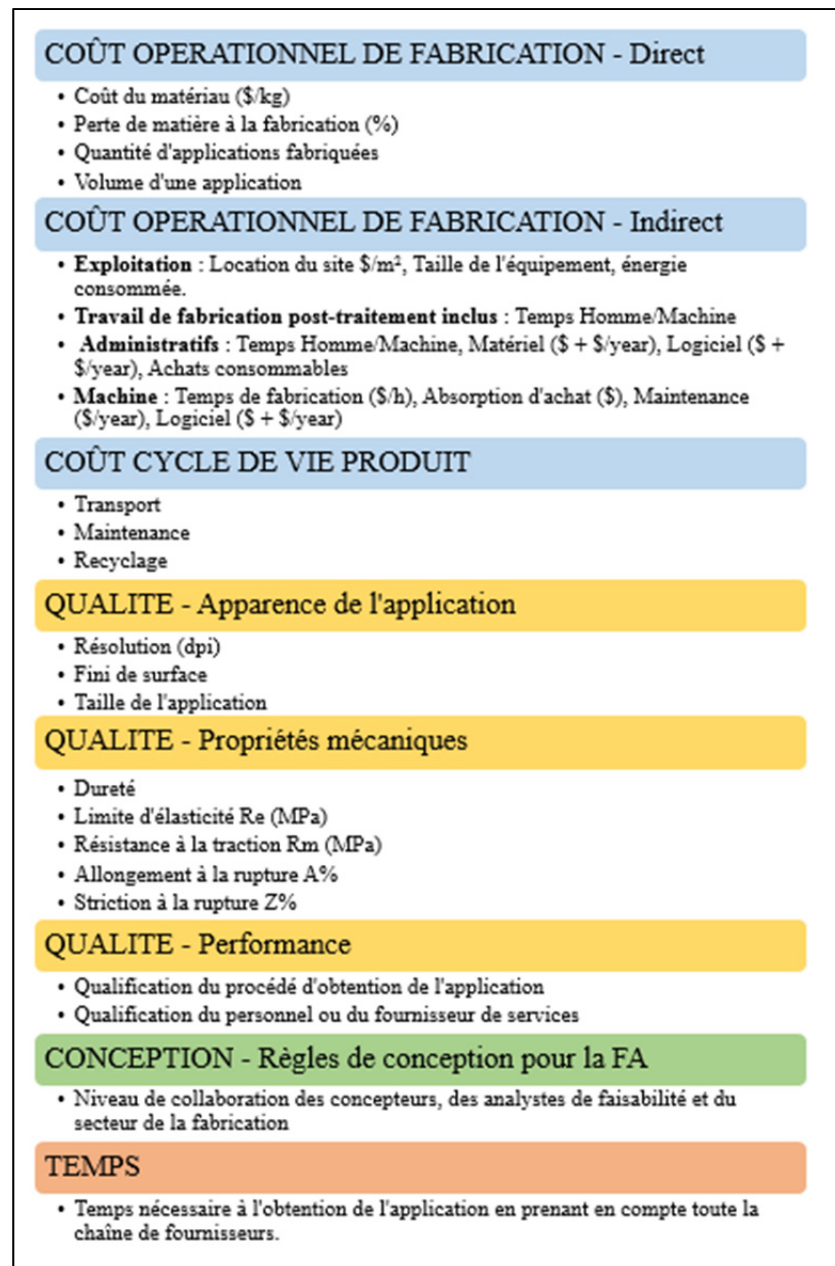 COÛT OPERATIONNEL DE FABRICATION - Direct
• Coût du matériau ($/kg)
• Perte de matière à la fabrication (%)
• Quantité d'applications fabriquées
• Volume d'une application
COÛT OPERATIONNEL DE FABRICATION - Indirect
• Exploitation : Location du site $/m², Taille de l'équipement, énergie
consommée.
• Travail de fabrication post-traitement inclus : Temps Homme/Machine
• Administratifs : Temps Homme/Machine, Matériel ($ + $/year), Logiciel ($ +
$/year), Achats consommables
• Machine : Temps de fabrication ($/h), Absorption d'achat ($), Maintenance
($/year), Logiciel ($ + $/year)
COÛT CYCLE DE VIE PRODUIT
• Transport
• Maintenance
• Recyclage
QUALITE - Apparence de l'application
• Résolution (dpi)
• Fini de surface
• Taille de l'application
QUALITE - Propriétés mécaniques
• Dureté
• Limite d'élasticité Re (MPa)
• Résistance à la traction Rm (MPa)
• Allongement à la rupture A%
• Striction à la rupture Z%
QUALITE - Performance
• Qualification du procédé d'obtention de l'application
• Qualification du personnel ou du fournisseur de services
CONCEPTION - Règles de conception pour la FA
• Niveau de collaboration des concepteurs, des analystes de faisabilité et du
secteur de la fabrication
TEMPS
• Temps nécessaire à l'obtention de l'application en prenant en compte toute la
chaîne de fournisseurs.